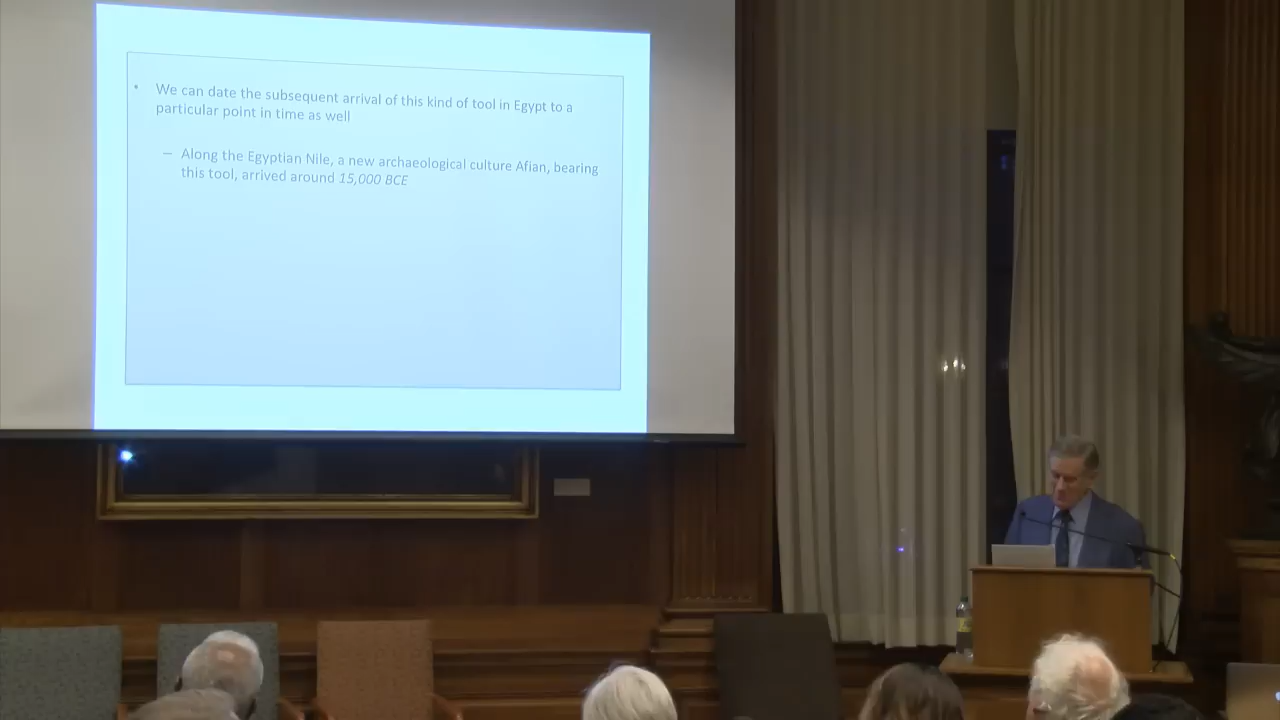 • We can date the subsequent arrival of this kind of tool in Egypt to a
particular point in time as well
– Along the Egyptian Nile, a new archaeological culture Afian, bearing
this tool, arrived around 15,000 BCE